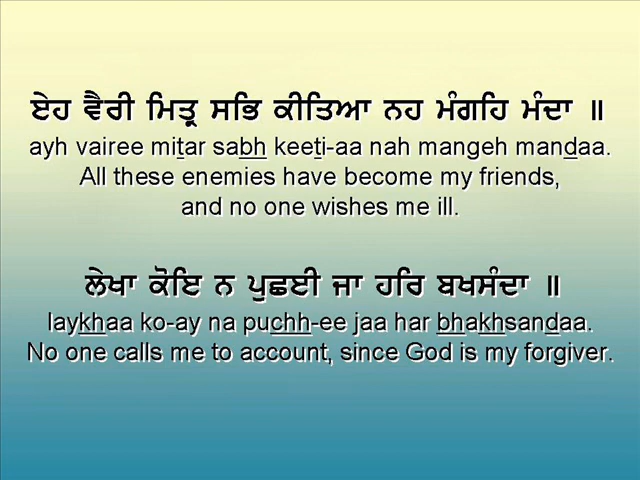 ਏਹ ਵੈਰੀ ਮਿਤ੍ਰ ਸਭਿ ਕੀਤਿਆ ਨਹ ਮੰਗਹਿ ਮੰਦਾ ॥
ayh vairee mitar sabh keeti-aa nah mangeh mandaa.
All these enemies have become my friends,
and no one wishes me ill.
ਲੇਖਾ ਕੋਇ ਨ ਪੁਛਈ ਜਾ ਹਰਿ ਬਖਸੰਦਾ ॥
laykhaa ko-ay na puchh-ee jaa har bhakhsandaa.
No one calls me to account, since God is my forgiver.